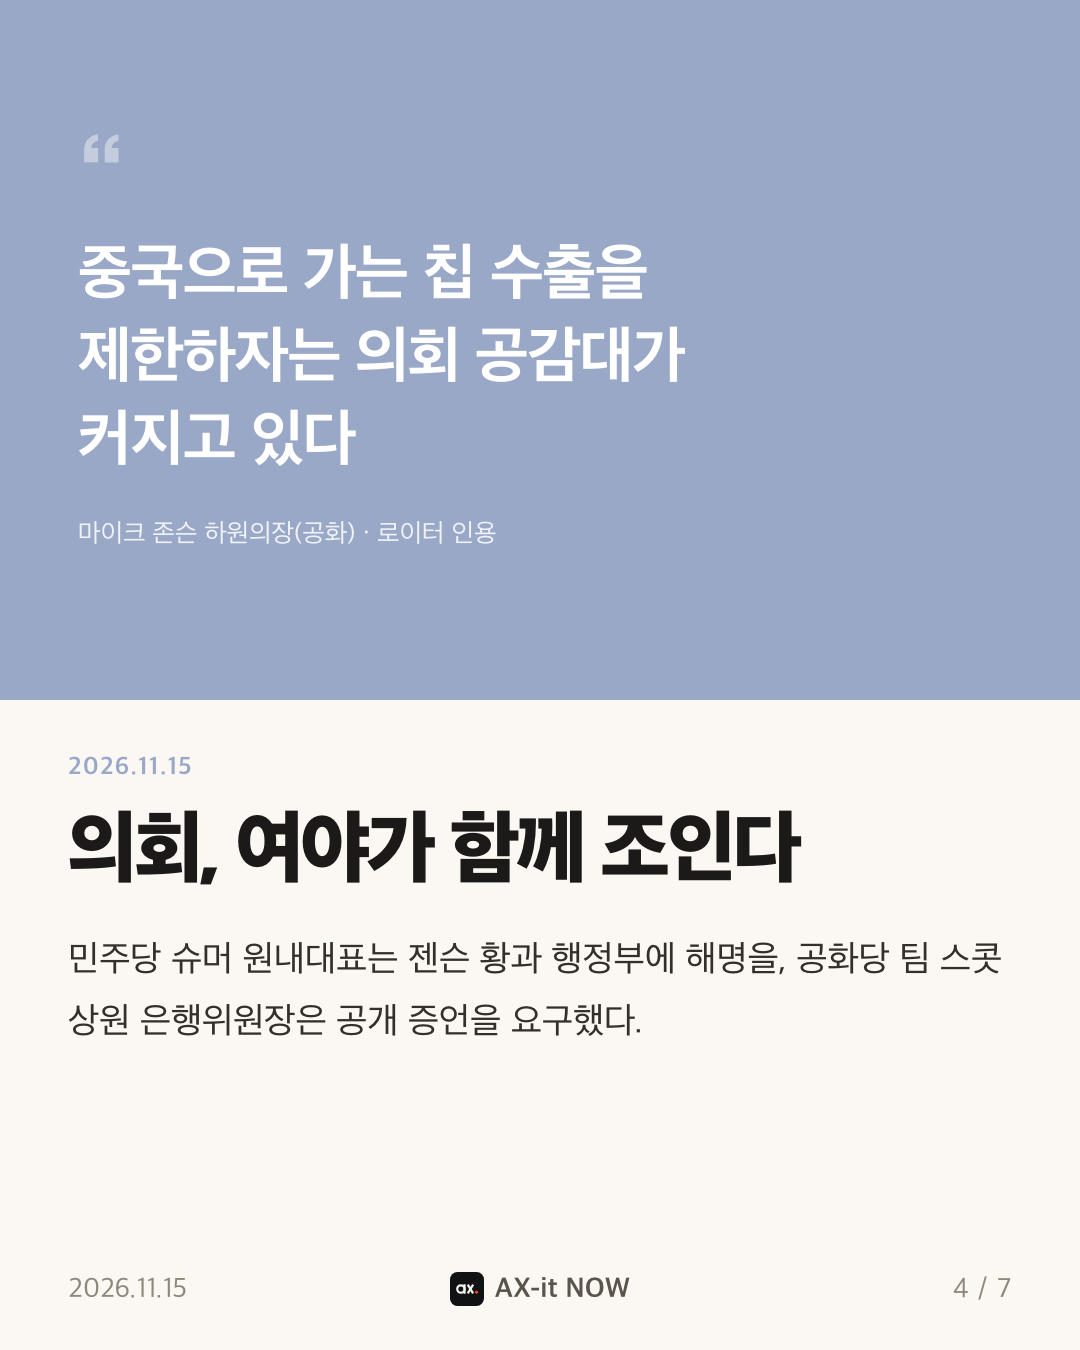 “
중국으로 가는 칩 수출을
제한하자는 의회 공감대가
커지고 있다
마이크 존슨 하원의장(공화) · 로이터 인용
2026.11.15
의회, 여야가 함께 조인다
민주당 슈머 원내대표는 젠슨 황과 행정부에 해명을, 공화당 팀 스콧
상원 은행위원장은 공개 증언을 요구했다.
2026.11.15
ax.
AX-it NOW
4 / 7